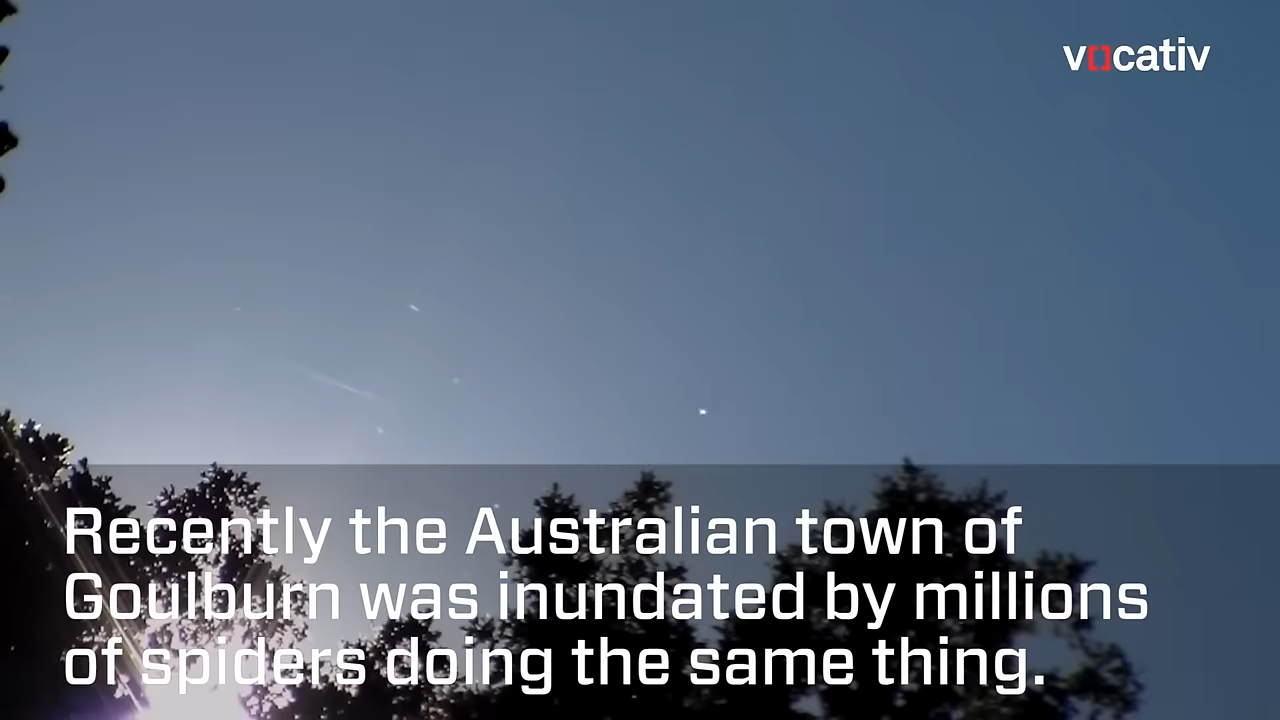 vocativ
Recently the Australian town of
Goulburn was inundated by millions
of spiders doing the same thing.